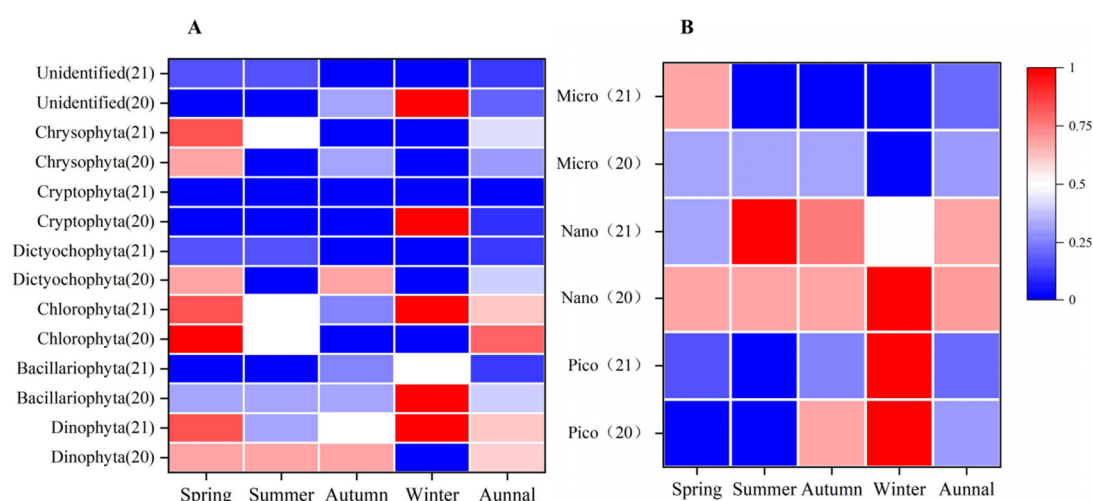 A
Unidentified(21)
Unidentified(20)
Chrysophyta(21)
Chrysophyta(20)
Cryptophyta(21)
Cryptophyta(20)
Dictyochophyta(21)
Dictyochophyta(20)
Chlorophyta(21)
Chlorophyta(20)
Bacillariophyta(21)
Bacillariophyta(20)
Dinophyta(21)
Dinophyta(20)
Spring Summer Autumn Winter Aunnal
B
Micro（21）
Micro（20）
Nano（21）
Nano（20）
Pico（21）
Pico（20）
Spring Summer Autumn Winter Aunnal
1
0.75
0.5
0.25
0